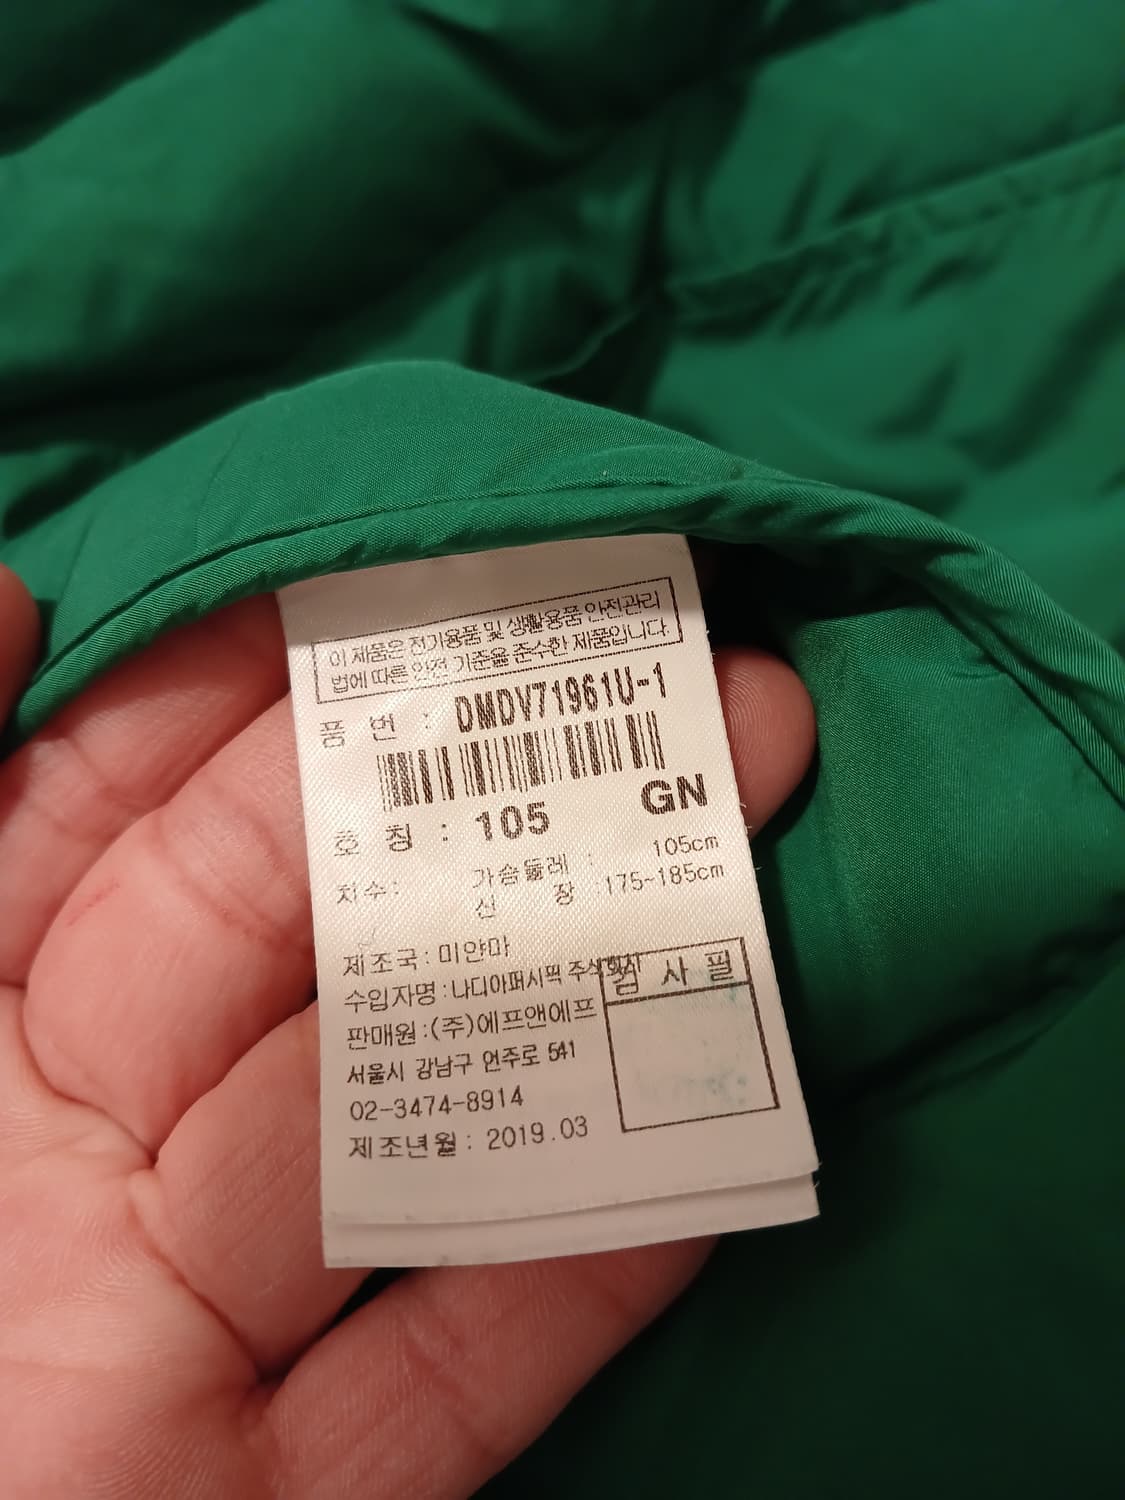 이 제품은 전기용품 및 생활용품 안전관리
법에 따른 안전 기준을 준수한 제품입니다.
품 번 : DMDV71961U-1
호 칭 : 105 GN
치수: 가슴둘레 : 105cm
신 장 :175~185cm
제조국:미얀마
수입자명:나디아퍼시픽 주식회사
검 사 필
판매원:(주)에프앤에프
서울시 강남구 언주로 541
02-3474-8914
제조년월: 2019.03